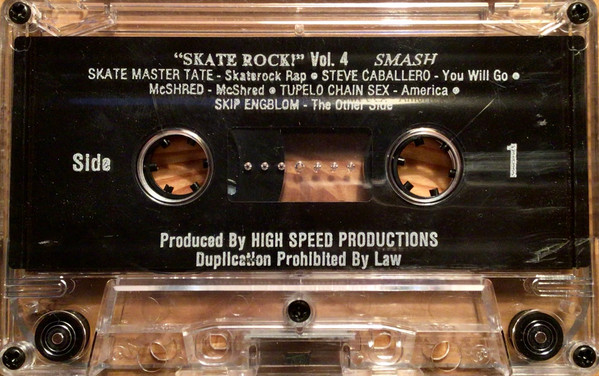 "SKATE ROCK!" Vol. 4 SMASH
SKATE MASTER TATE - Skaterock Rap ● STEVE CABALLERO - You Will Go ●
McSHRED - McShred ● TUPELO CHAIN SEX - America ●
SKIP ENGBLOM - The Other Side
Side 1
Produced By HIGH SPEED PRODUCTIONS
Duplication Prohibited By Law